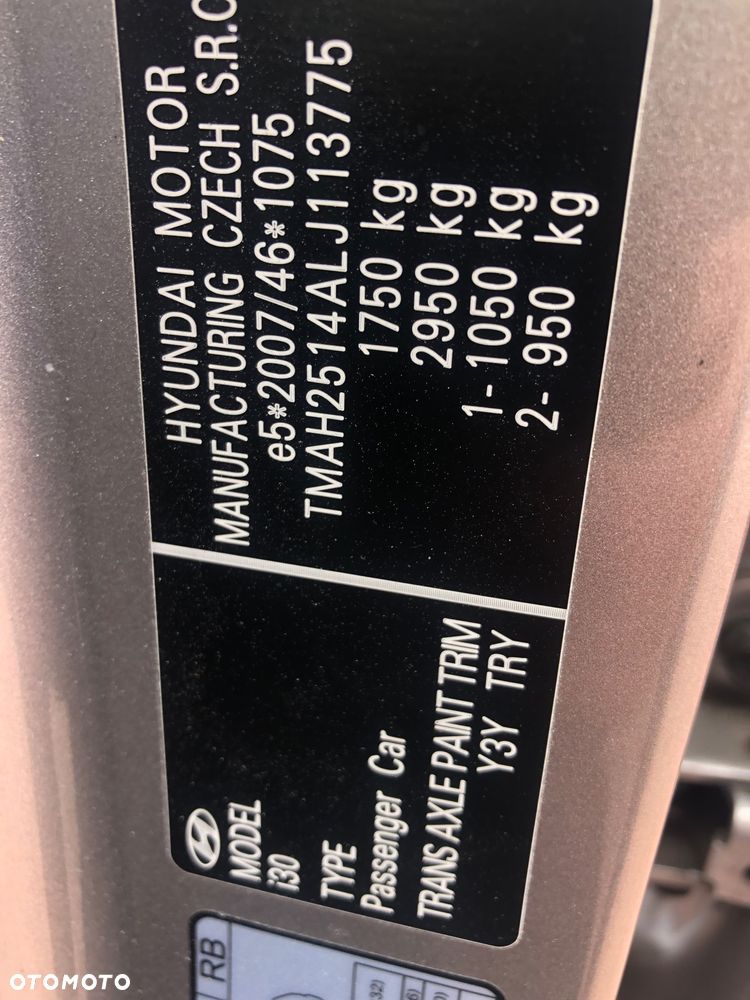 HYUNDAI MOTOR
MANUFACTURING CZECH S.R.O
e5*2007/46*1075
TMAH2514ALJ113775
1750 kg
2950 kg
1- 1050 kg
2- 950 kg
MODEL
i30
TYPE
Passenger Car
TRANS AXLE PAINT TRIM
Y3Y TRY
RB
OTOMOTO